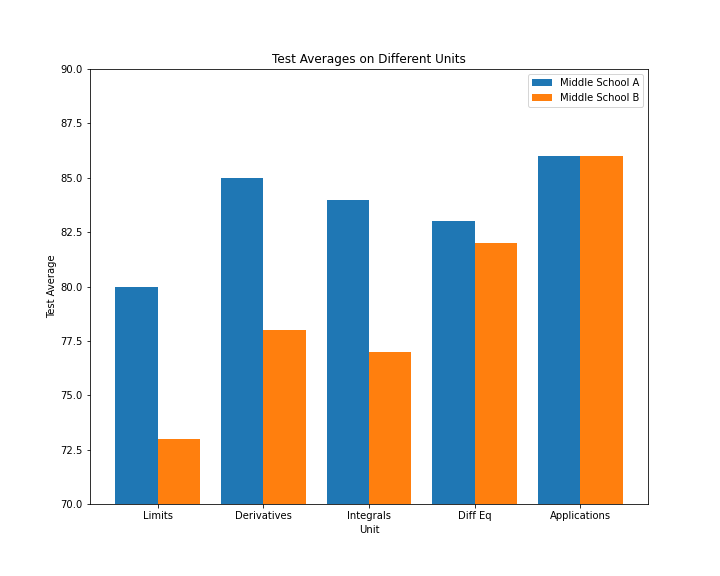 Test Averages on Different Units
Middle School A
Middle School B
Test Average
90.0
87.5
85.0
82.5
80.0
77.5
75.0
72.5
70.0
Limits
Derivatives
Integrals
Diff Eq
Applications
Unit